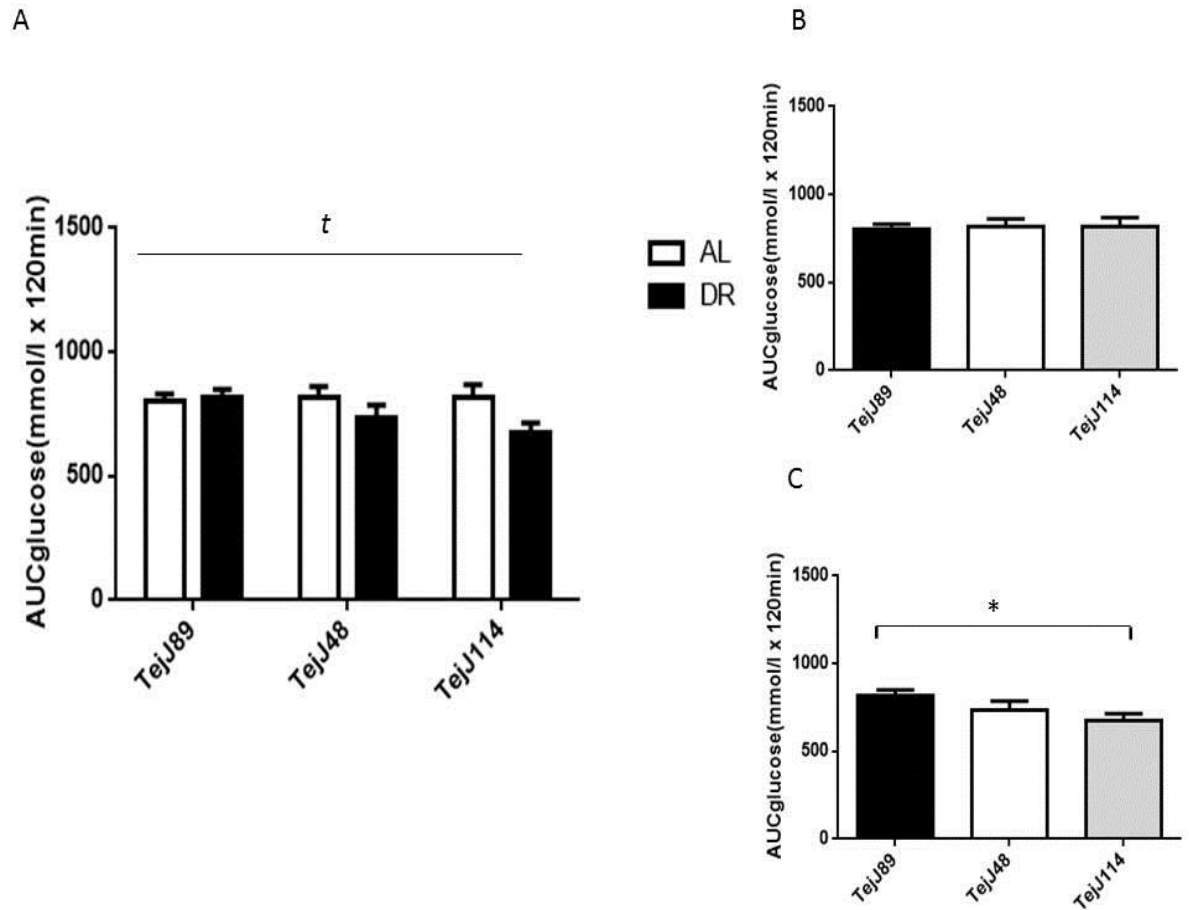 A
AUCglucose(mmol/l x 120min)
1500
1000
500
0
t
TejJ89
TejJ48
TejJ114
AL
DR
B
AUCglucose(mmol/l x 120min)
1500
1000
500
0
TejJ89
TejJ48
TejJ114
C
AUCglucose(mmol/l x 120min)
1500
1000
500
0
*
TejJ89
TejJ48
TejJ114